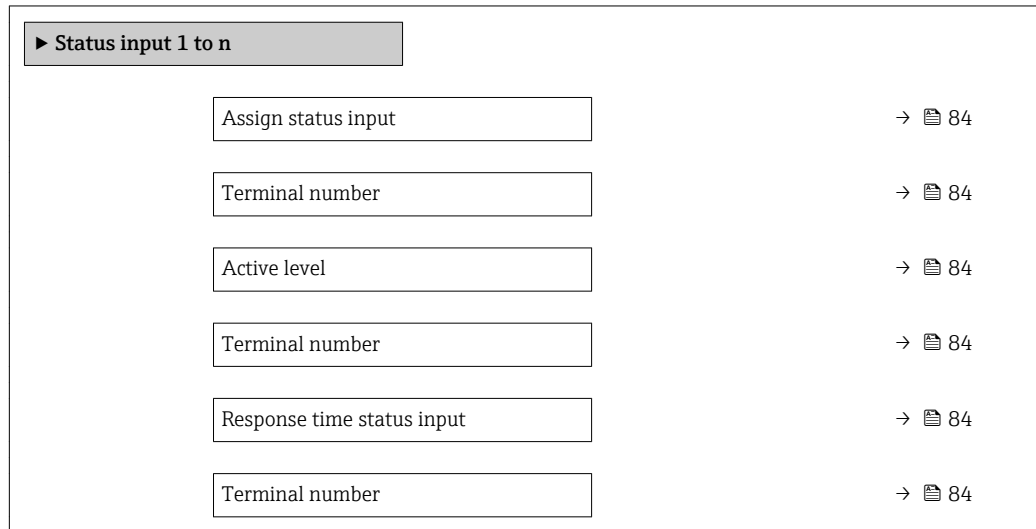 ▶ Status input 1 to n
Assign status input → 84
Terminal number → 84
Active level → 84
Terminal number → 84
Response time status input → 84
Terminal number → 84